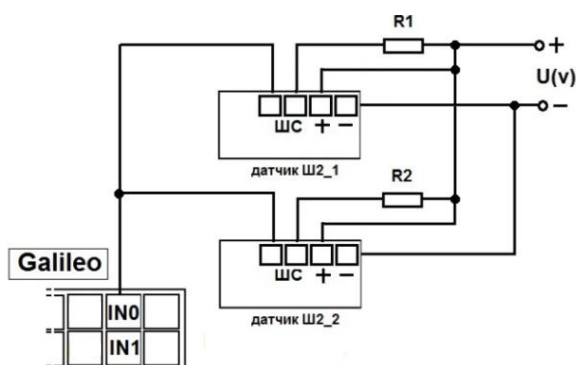 R1
+
U(v)
−
ШС + −
датчик Ш2_1
R2
ШС + −
датчик Ш2_2
Galileo
IN0
IN1